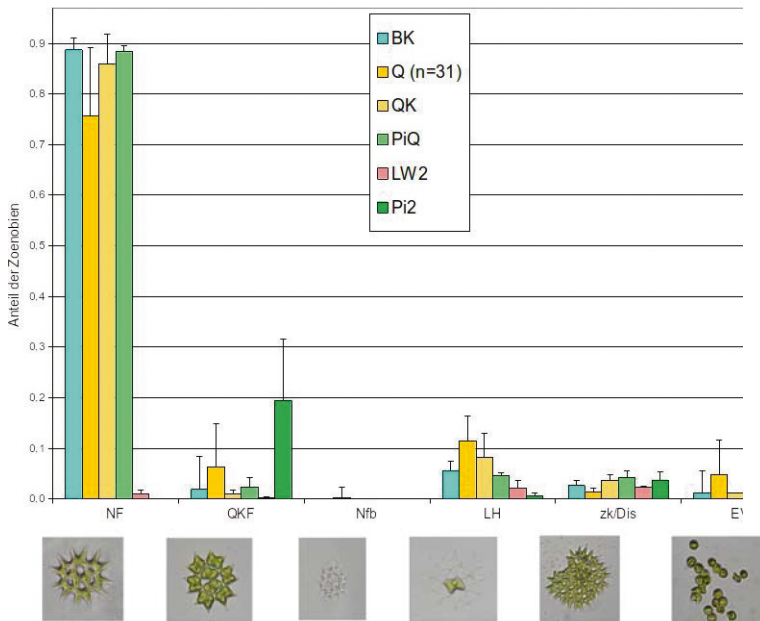 BK
Q (n=31)
QK
PiQ
LW2
Pi2
Anteil der Zoenobien
0.9
0.8
0.7
0.6
0.5
0.4
0.3
0.2
0.1
0.0
NF QKF Nfb LH zk/Dis